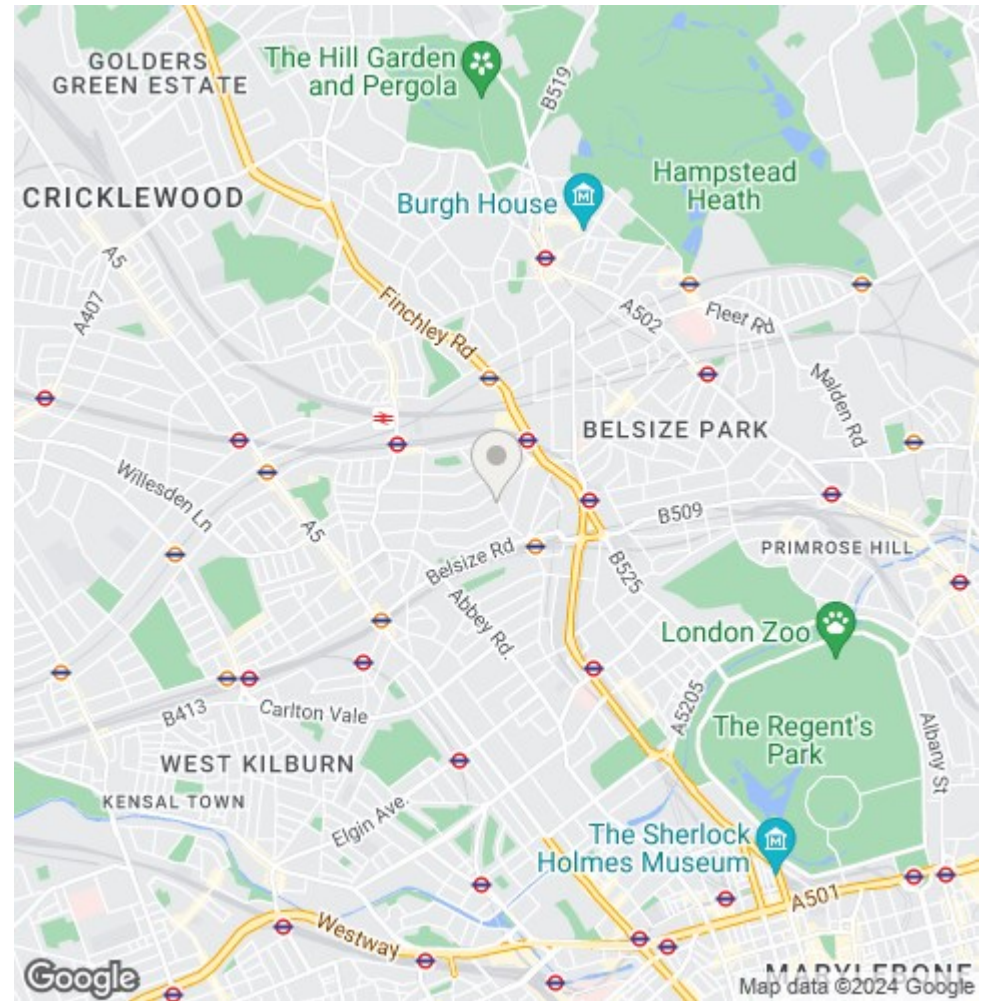 GOLDERS
GREEN ESTATE
The Hill Garden
and Pergola
B519
CRICKLEWOOD
Burgh House
Hampstead
Heath
A5
A407
Finchley Rd
A502
Fleet Rd
Malden Rd
BELSIZE PARK
Willesden Ln
A5
B509
Belsize Rd
PRIMROSE HILL
B525
Abbey Rd.
London Zoo
B413
Carlton Vale
A5205
The Regent's
Park
Albany St
WEST KILBURN
KENSAL TOWN
Elgin Ave.
The Sherlock
Holmes Museum
A501
Westway
MARYLEBONE
Google
Map data ©2024 Google